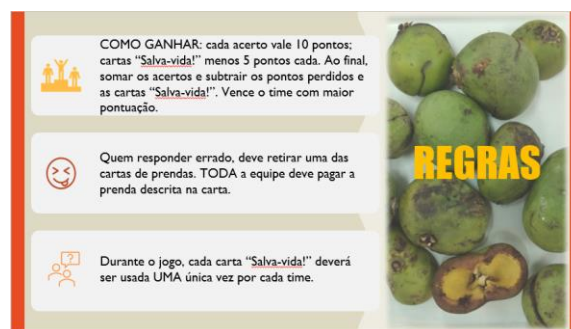 COMO GANHAR: cada acerto vale 10 pontos;
cartas “Salva-vida!” menos 5 pontos cada. Ao final,
somar os acertos e subtrair os pontos perdidos e
as cartas “Salva-vida!”. Vence o time com maior
pontuação.
Quem responder errado, deve retirar uma das
cartas de prendas. TODA a equipe deve pagar a
prenda descrita na carta.
Durante o jogo, cada carta “Salva-vida!” deverá
ser usada UMA única vez por cada time.
REGRAS